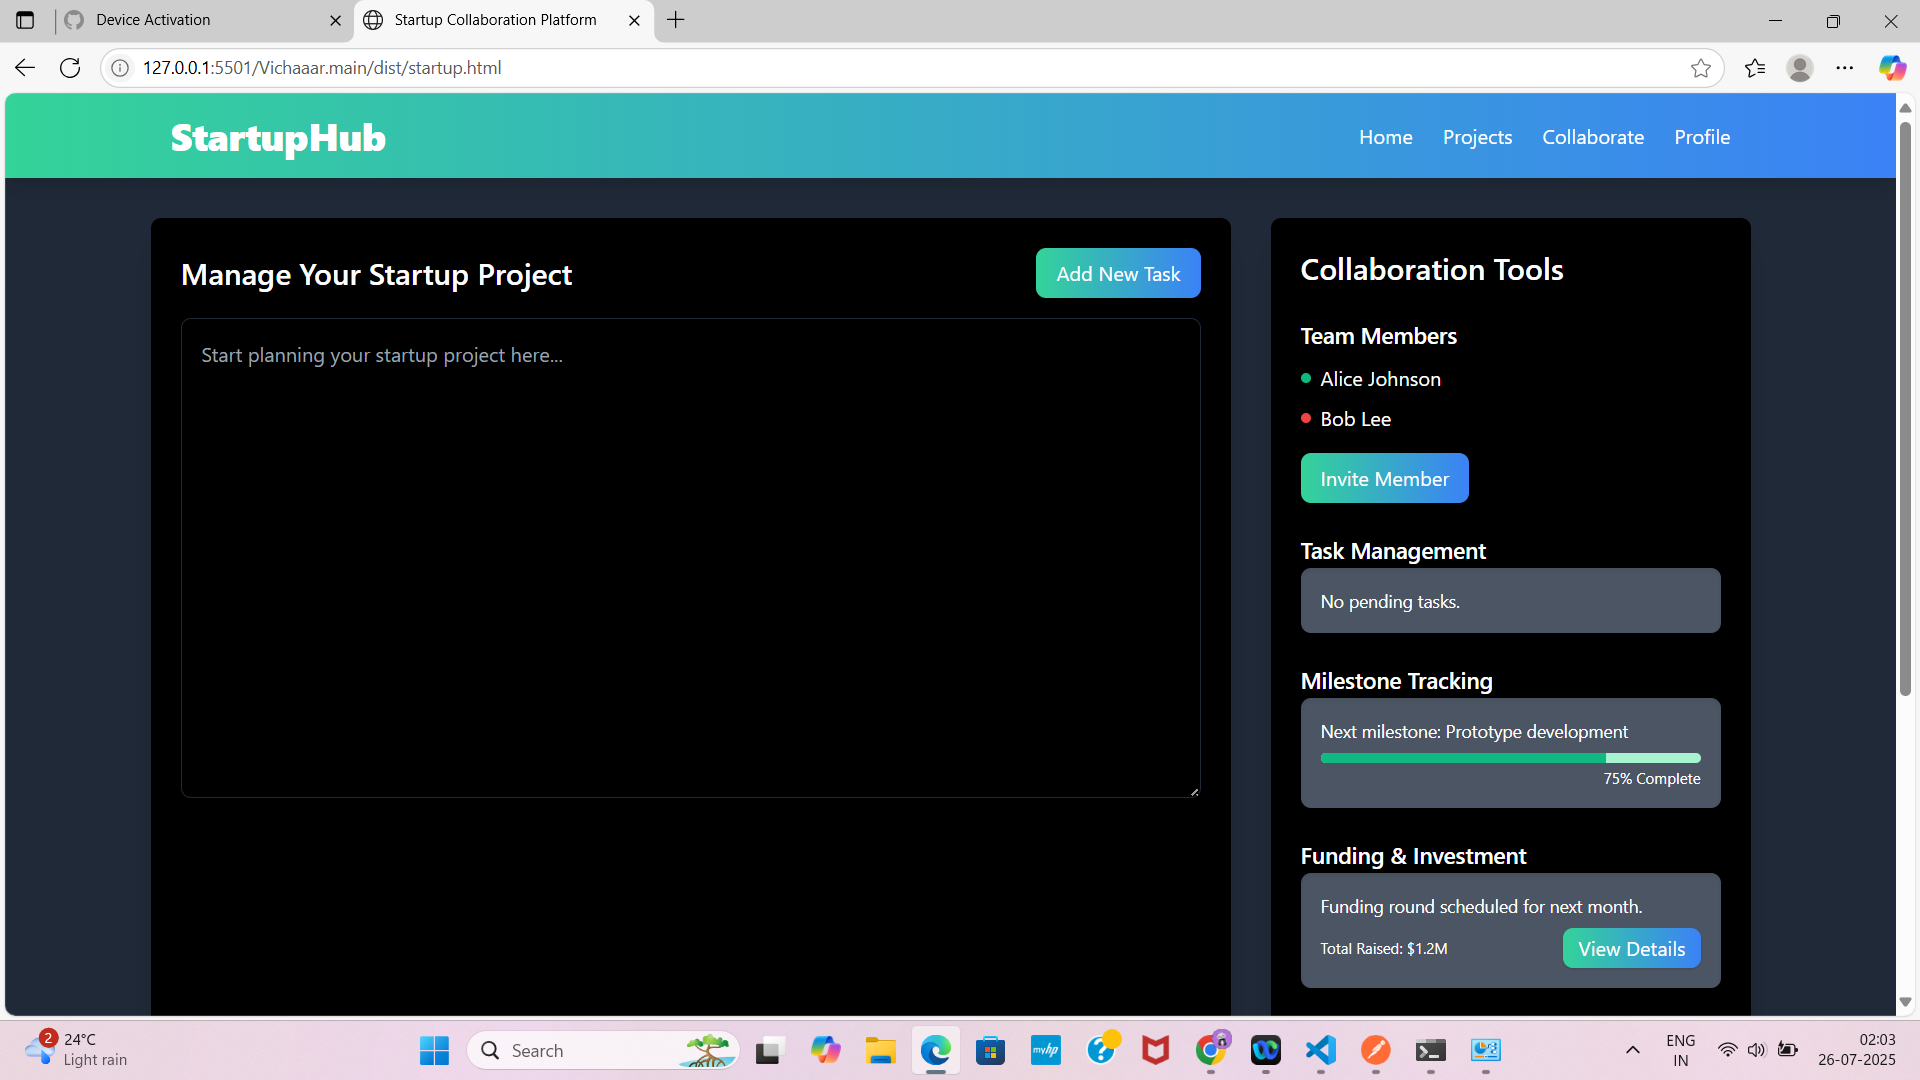 Device Activation
Startup Collaboration Platform
127.0.0.1:5501/Vichaaar.main/dist/startup.html
StartupHub
Home Projects Collaborate Profile
Manage Your Startup Project
Add New Task
Start planning your startup project here...
Collaboration Tools
Team Members
Alice Johnson
Bob Lee
Invite Member
Task Management
No pending tasks.
Milestone Tracking
Next milestone: Prototype development
75% Complete
Funding & Investment
Funding round scheduled for next month.
Total Raised: $1.2M
View Details
2
24°C
Light rain
Search
myhp
ENG
IN
02:03
26-07-2025